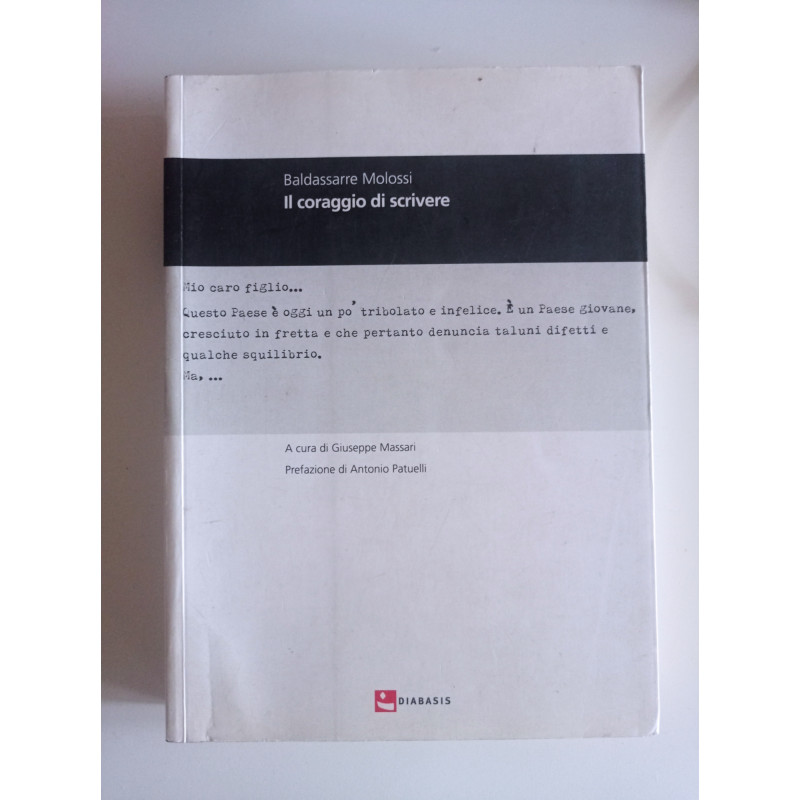 Baldassarre Molossi
Il coraggio di scrivere
Mio caro figlio...
Questo Paese è oggi un po' tribolato e infelice. È un Paese giovane,
cresciuto in fretta e che pertanto denuncia taluni difetti e
qualche squilibrio.
Ma, ...
A cura di Giuseppe Massari
Prefazione di Antonio Patuelli
DIABASIS